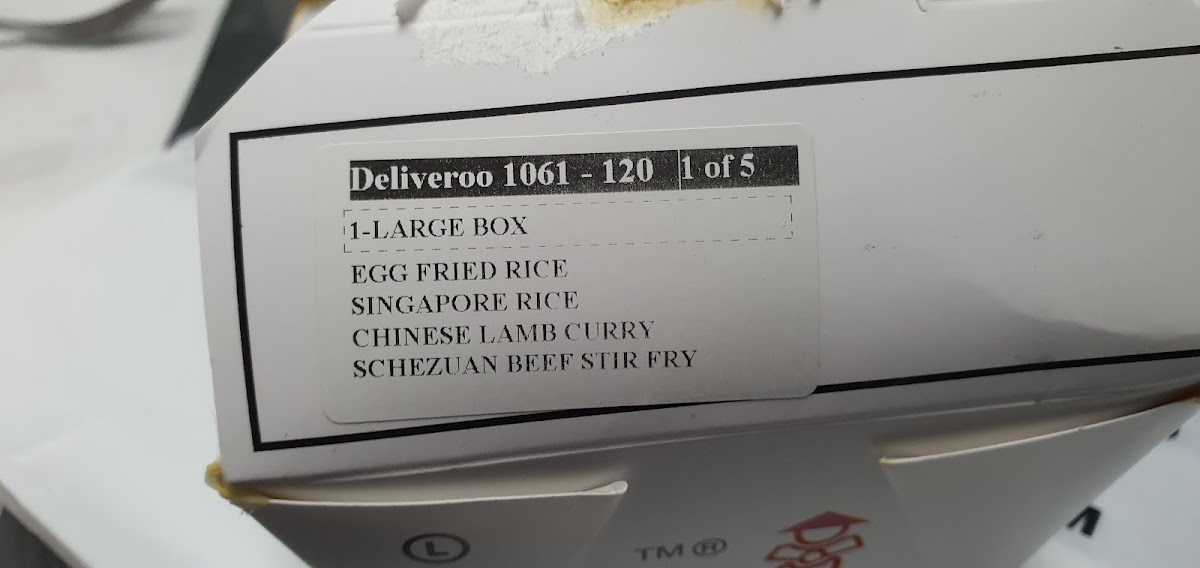 Deliveroo 1061 - 120 1 of 5
1-LARGE BOX
EGG FRIED RICE
SINGAPORE RICE
CHINESE LAMB CURRY
SCHEZUAN BEEF STIR FRY
L TM ®